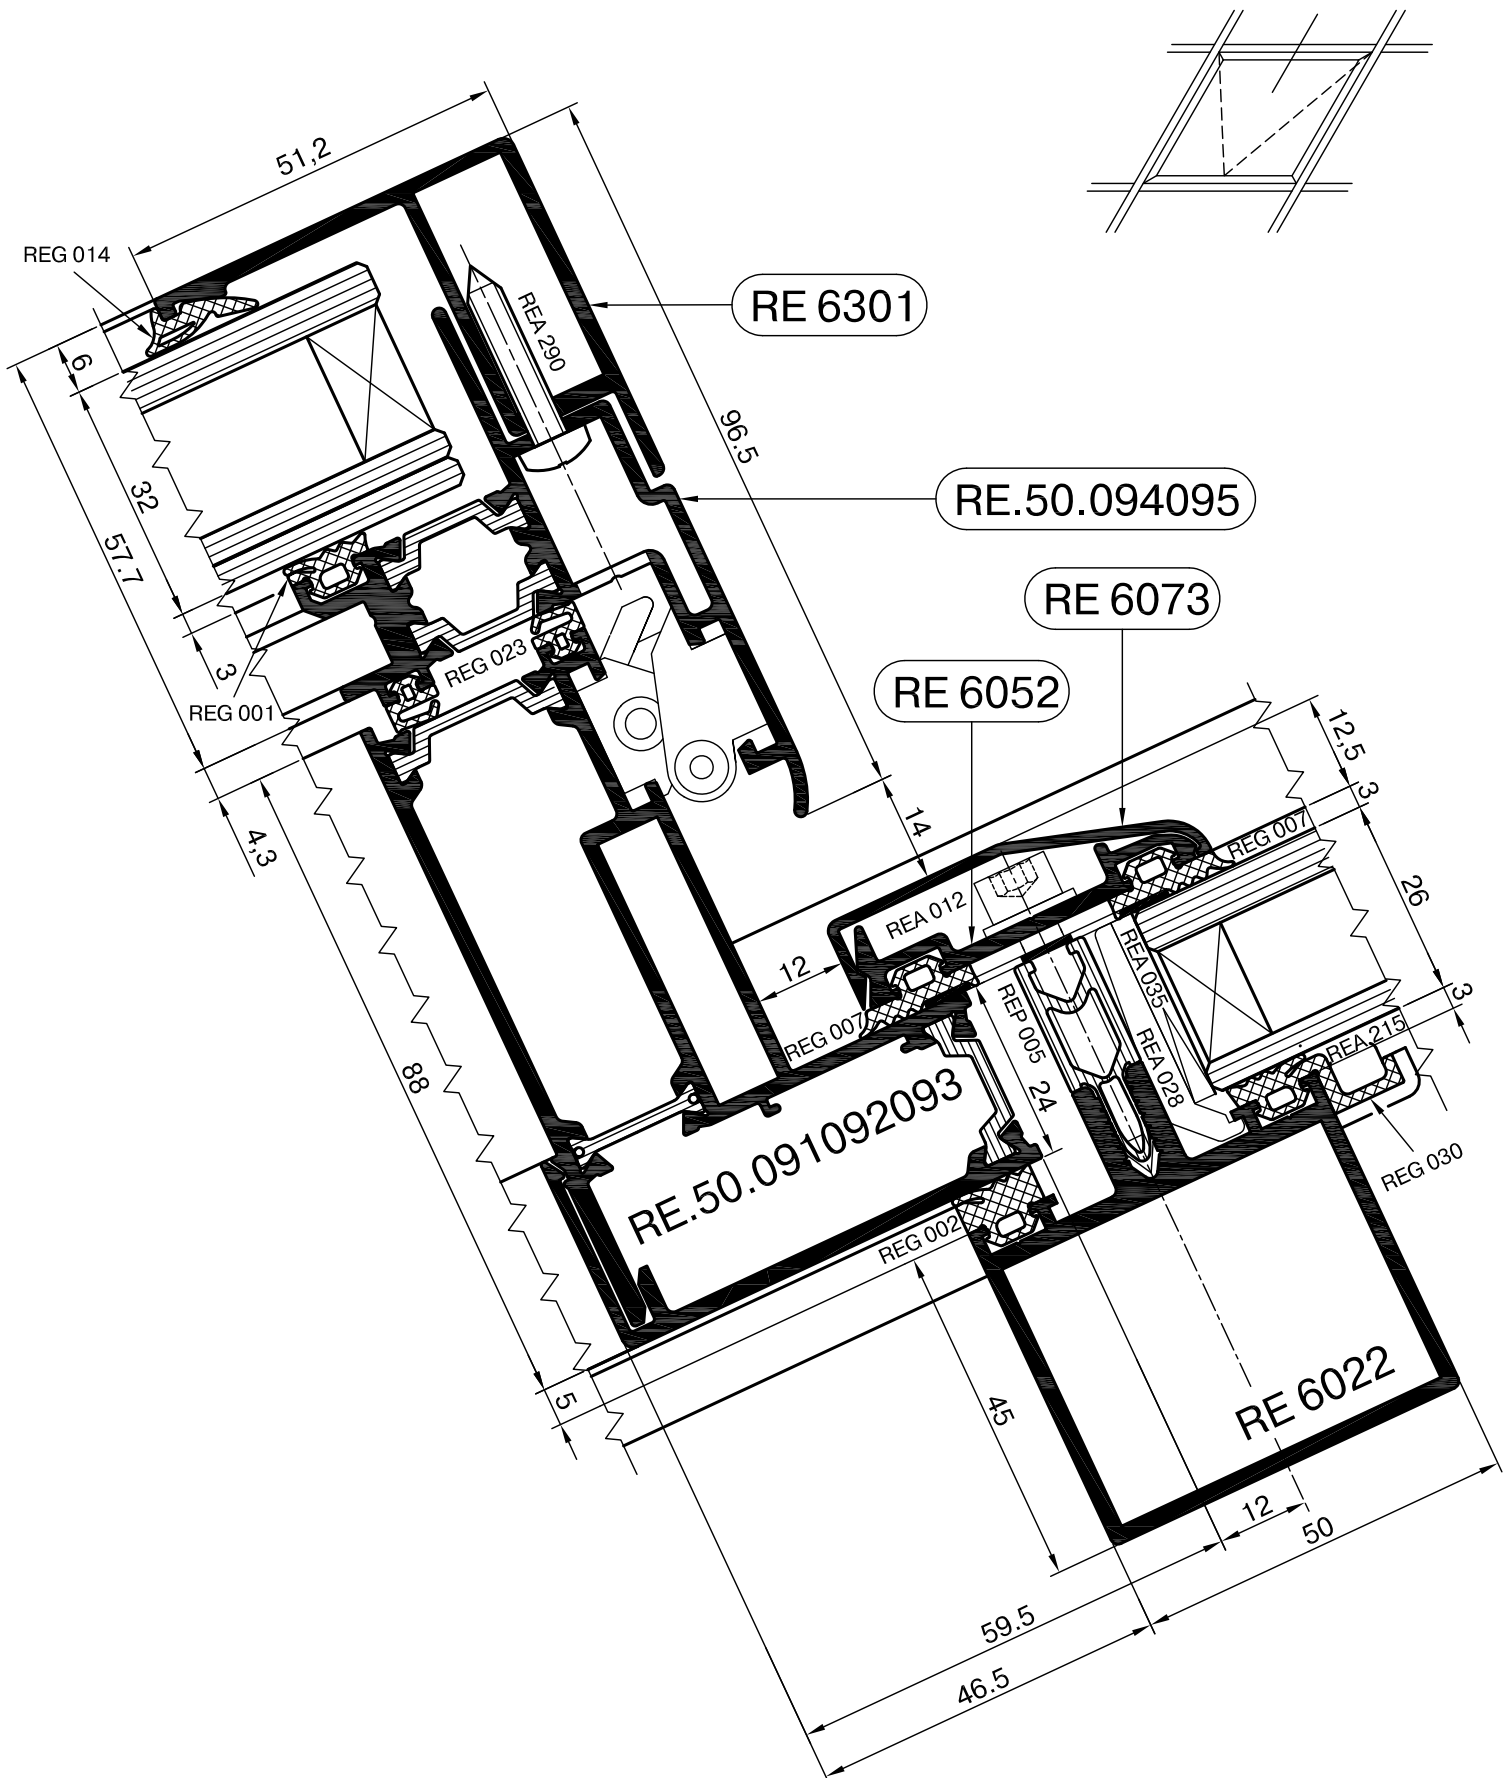 51,2
REG 014
RE 6301
REA 290
6
96.5
32
RE.50.094095
57.7
RE 6073
REG 023
3
REG 001
RE 6052
12,5
3
14
4,3
REG 007
26
REA 012
12
REA 035
3
REP 005
REG 007
REA 215
REA 028
88
24
RE.50.091092093
REG 030
REG 002
45
5
RE 6022
12
50
59.5
46.5